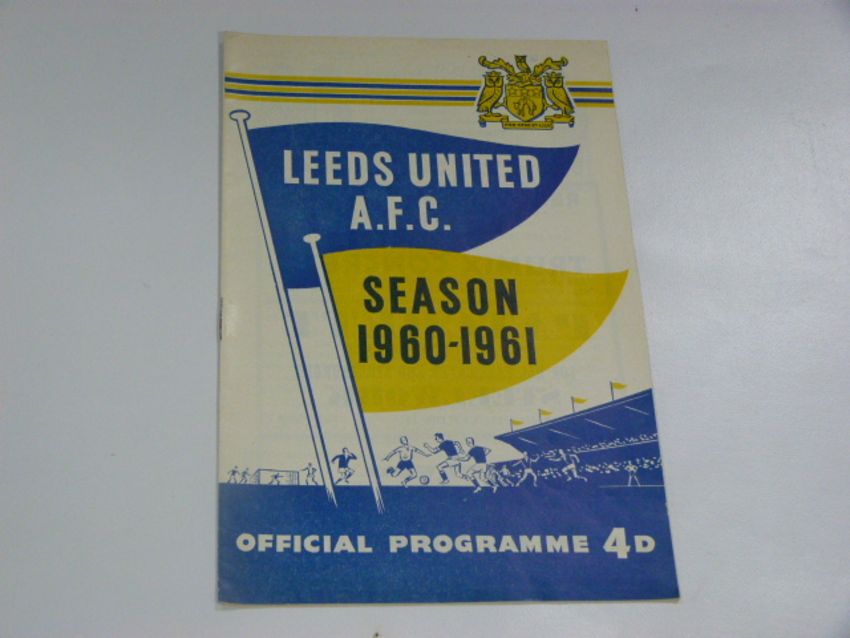 LEEDS UNITED
A.F.C.
SEASON
1960-1961
OFFICIAL PROGRAMME 4D